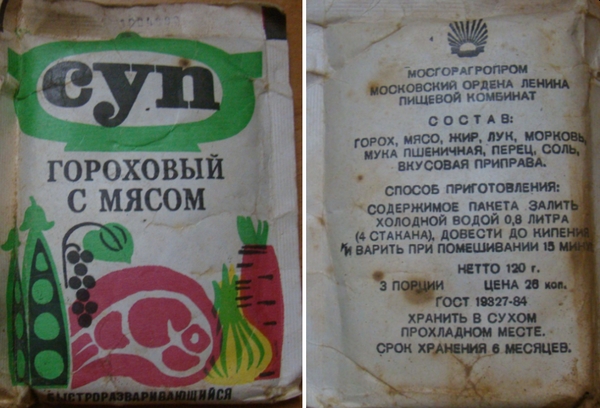 суп
ГОРОХОВЫЙ
С МЯСОМ
БЫСТРОРАЗВАРИВАЮЩИЙСЯ
МОСГОРАГРОПРОМ
МОСКОВСКИЙ ОРДЕНА ЛЕНИНА
ПИЩЕВОЙ КОМБИНАТ
СОСТАВ:
ГОРОХ, МЯСО, ЖИР, ЛУК, МОРКОВЬ,
МУКА ПШЕНИЧНАЯ, ПЕРЕЦ, СОЛЬ,
ВКУСОВАЯ ПРИПРАВА.
СПОСОБ ПРИГОТОВЛЕНИЯ:
СОДЕРЖИМОЕ ПАКЕТА ЗАЛИТЬ
ХОЛОДНОЙ ВОДОЙ 0,8 ЛИТРА
(4 СТАКАНА), ДОВЕСТИ ДО КИПЕНИЯ
И ВАРИТЬ ПРИ ПОМЕШИВАНИИ 15 МИН
НЕТТО 120 г.
3 ПОРЦИИ ЦЕНА 26 коп.
ГОСТ 19327-84
ХРАНИТЬ В СУХОМ
ПРОХЛАДНОМ МЕСТЕ.
СРОК ХРАНЕНИЯ 6 МЕСЯЦЕВ.